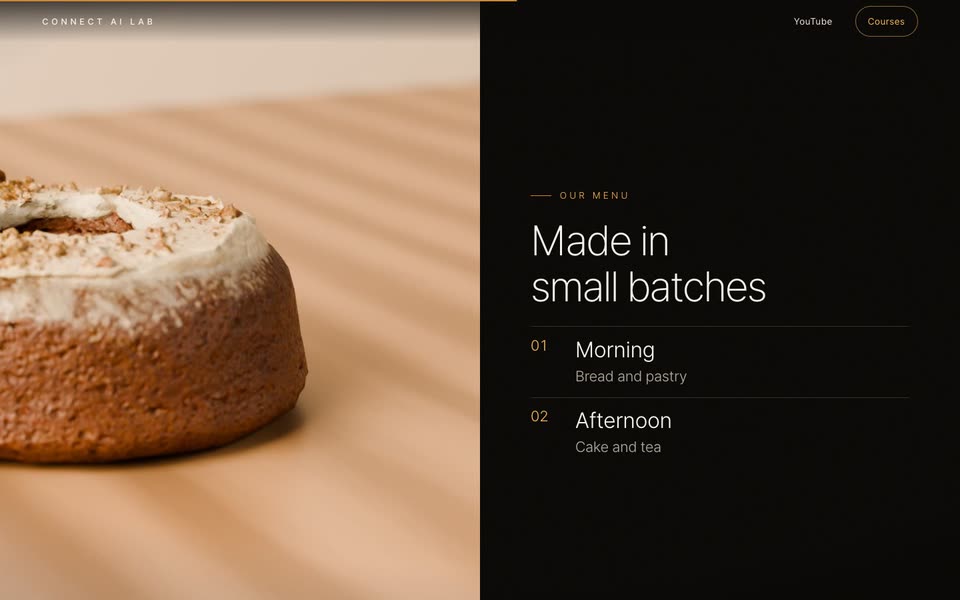 CONNECT AI LAB
YouTube
Courses
OUR MENU
Made in
small batches
01
Morning
Bread and pastry
02
Afternoon
Cake and tea